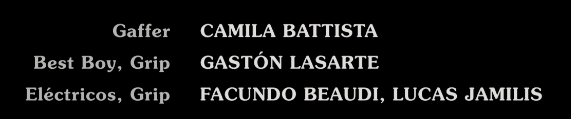 Gaffer CAMILA BATTISTA
Best Boy, Grip GASTÓN LASARTE
Eléctricos, Grip FACUNDO BEAUDI, LUCAS JAMILIS